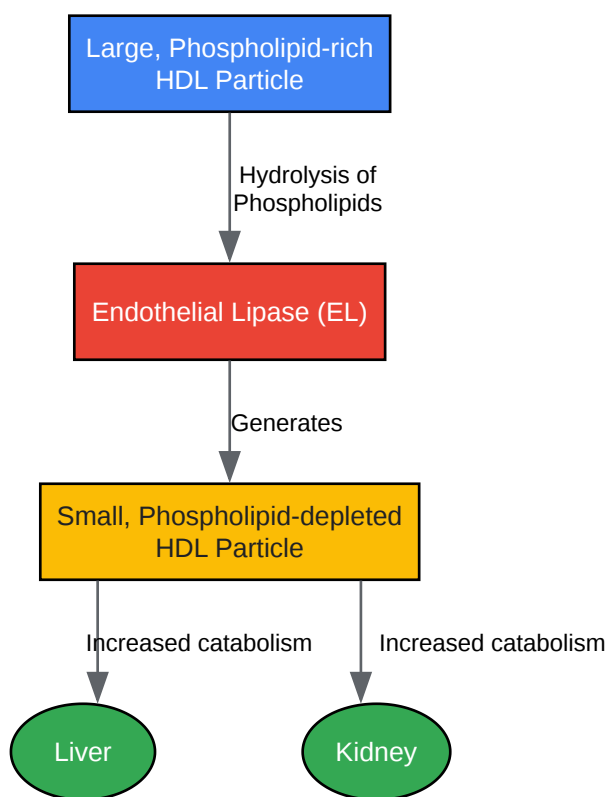 Large, Phospholipid-rich
HDL Particle
Hydrolysis of
Phospholipids
Endothelial Lipase (EL)
Generates
Small, Phospholipid-depleted
HDL Particle
Increased catabolism
Increased catabolism
Liver
Kidney